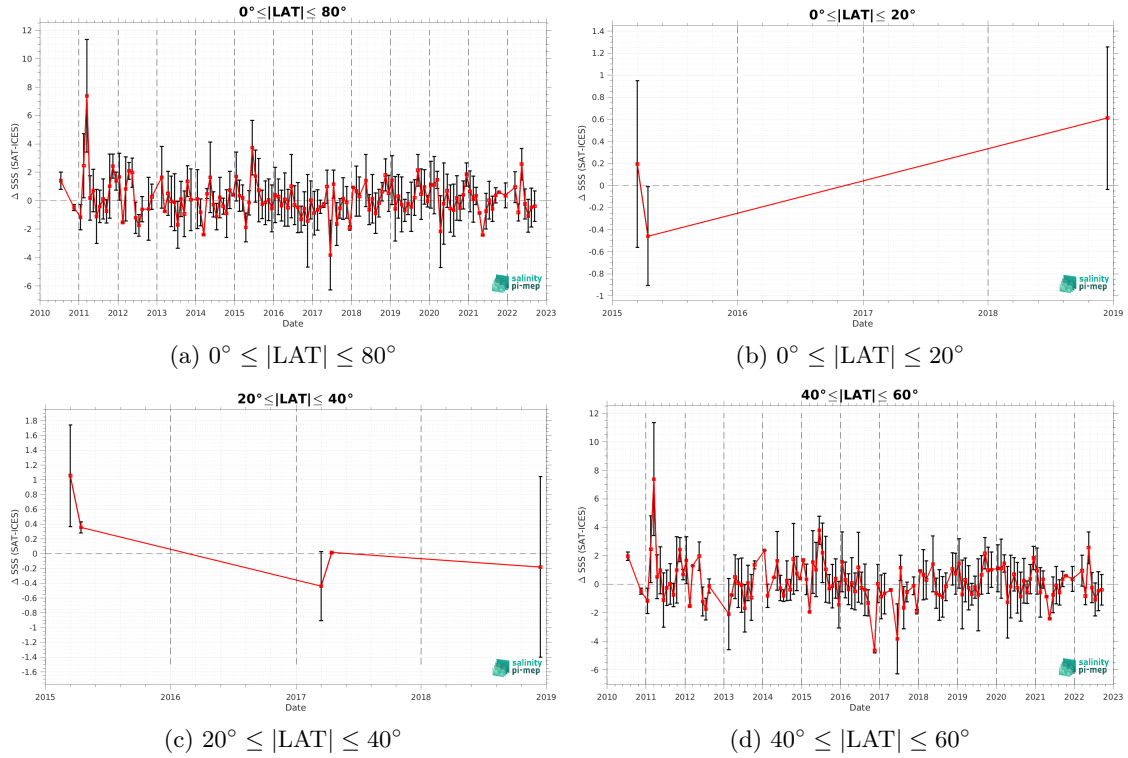 0°≤|LAT|≤ 80°
12
10
8
6
4
2
0
-2
-4
-6
Δ SSS (SAT-ICES)
2010 2011 2012 2013 2014 2015 2016 2017 2018 2019 2020 2021 2022 2023
Date
salinity
pi-mep
(a) 0° ≤ |LAT| ≤ 80°
0°≤|LAT|≤ 20°
1.4
1.2
1
0.8
0.6
0.4
0.2
0
-0.2
-0.4
-0.6
-0.8
-1
Δ SSS (SAT-ICES)
2015 2016 2017 2018 2019
Date
salinity
pi-mep
(b) 0° ≤ |LAT| ≤ 20°
20°≤|LAT|≤ 40°
1.8
1.6
1.4
1.2
1
0.8
0.6
0.4
0.2
0
-0.2
-0.4
-0.6
-0.8
-1
-1.2
-1.4
-1.6
Δ SSS (SAT-ICES)
2015 2016 2017 2018 2019
Date
salinity
pi-mep
(c) 20° ≤ |LAT| ≤ 40°
40°≤|LAT|≤ 60°
12
10
8
6
4
2
0
-2
-4
-6
Δ SSS (SAT-ICES)
2010 2011 2012 2013 2014 2015 2016 2017 2018 2019 2020 2021 2022 2023
Date
salinity
pi-mep
(d) 40° ≤ |LAT| ≤ 60°